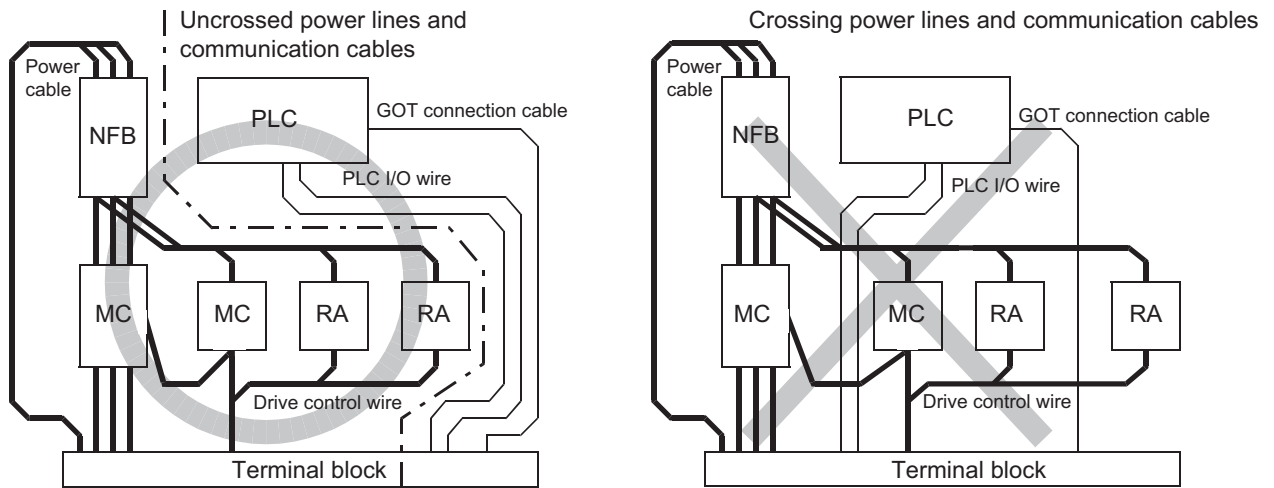 Uncrossed power lines and
communication cables
Power
cable
NFB
PLC
GOT connection cable
PLC I/O wire
MC
MC
RA
RA
Drive control wire
Terminal block
Crossing power lines and communication cables
Power
cable
NFB
PLC
GOT connection cable
PLC I/O wire
MC
MC
RA
RA
Drive control wire
Terminal block